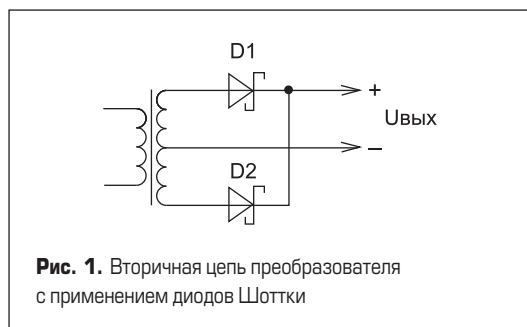 D1
+
Uвых
–
D2
Рис. 1. Вторичная цепь преобразователя
с применением диодов Шоттки